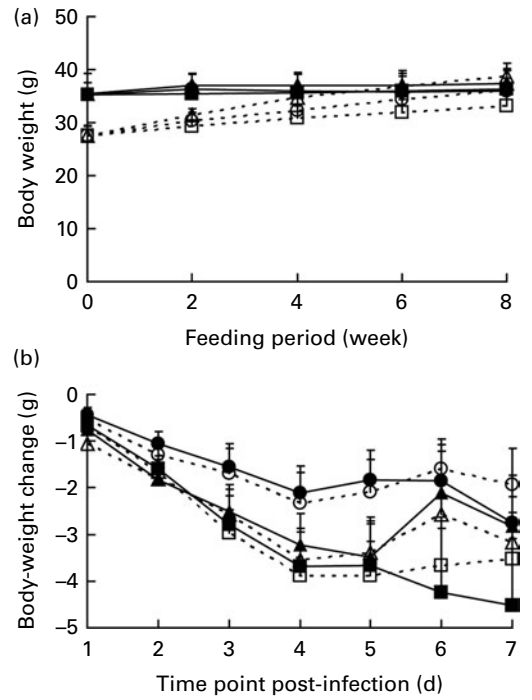 (a)
50
40
30
20
10
0
Body weight (g)
0 2 4 6 8
Feeding period (week)
(b)
0
–1
–2
–3
–4
–5
Body-weight change (g)
1 2 3 4 5 6 7
Time point post-infection (d)